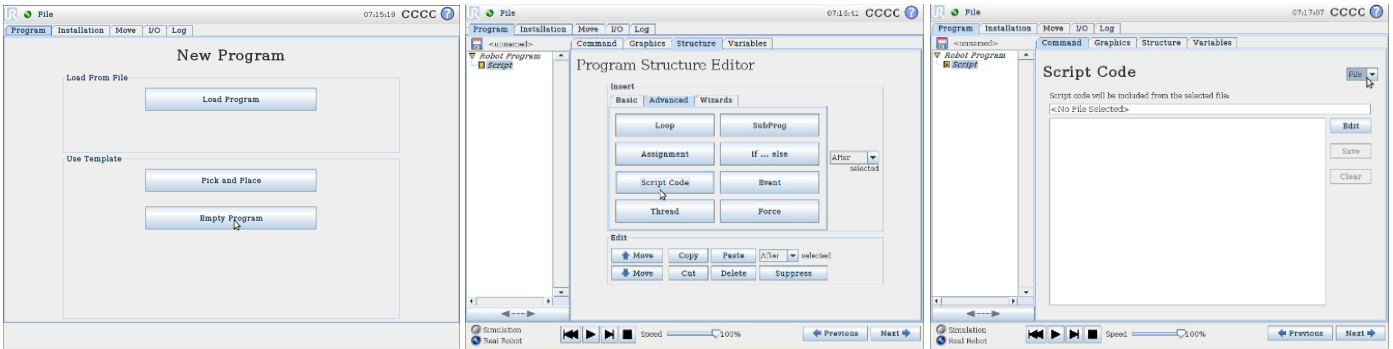 File 07:15:19 CCCC ?
Program Installation Move I/O Log
New Program
Load From File
Load Program
Use Template
Pick and Place
Empty Program
File 07:16:41 CCCC ?
Program Installation Move I/O Log
<unnamed> Command Graphics Structure Variables
Robot Program
Script
Program Structure Editor
Insert
Basic Advanced Wizards
Loop SubProg
Assignment If ... else
After
selected
Script Code Event
Thread Force
Edit
Move Copy Paste After selected
Move Cut Delete Suppress
Simulation
Real Robot
Speed 100%
Previous Next
File 07:17:07 CCCC ?
Program Installation Move I/O Log
<unnamed> Command Graphics Structure Variables
Robot Program
Script
Script Code
File
Script code will be included from the selected file:
<No File Selected>
Edit
Save
Clear
Simulation
Real Robot
Speed 100%
Previous Next